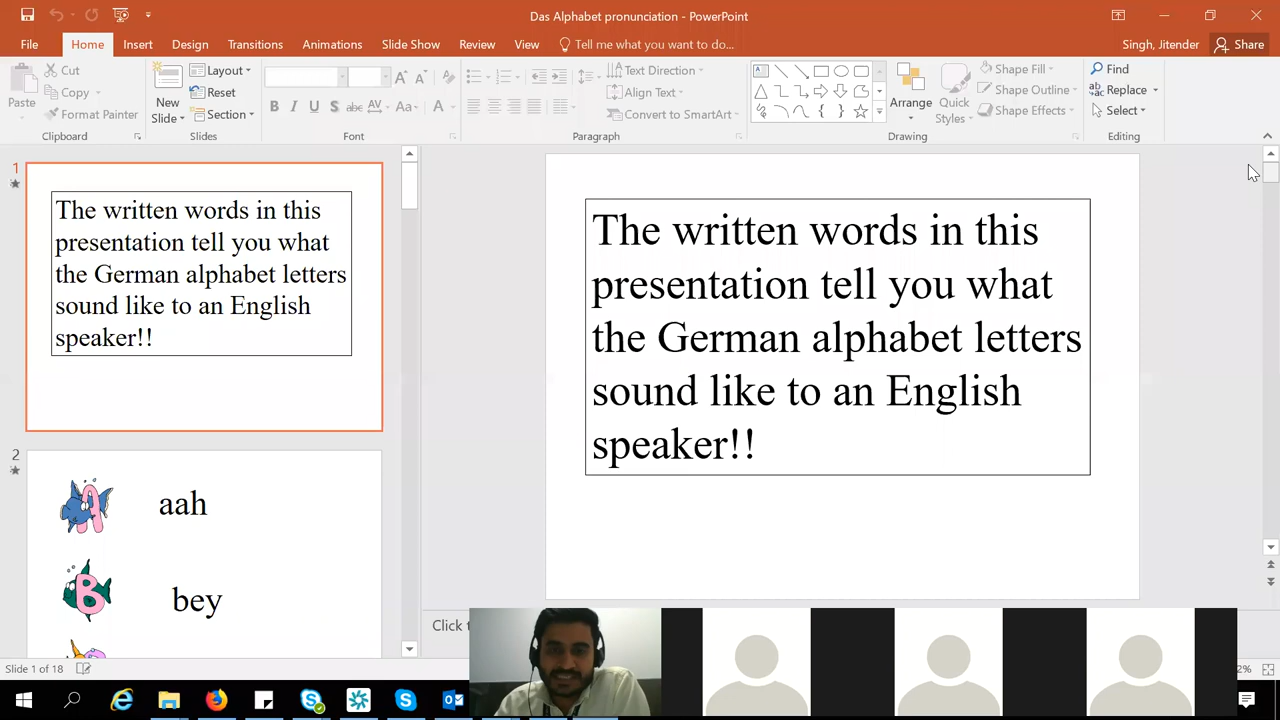 Das Alphabet pronunciation - PowerPoint
File Home Insert Design Transitions Animations Slide Show Review View Tell me what you want to do... Singh, Jitender Share
Paste
Cut
Copy
Format Painter
Clipboard
New
Slide
Layout
Reset
Section
Slides
B I U S abc AV Aa A
Font
Text Direction
Align Text
Convert to SmartArt
Paragraph
Arrange
Quick
Styles
Shape Fill
Shape Outline
Shape Effects
Drawing
Find
Replace
Select
Editing
1
The written words in this
presentation tell you what
the German alphabet letters
sound like to an English
speaker!!
2
A aah
B bey
The written words in this
presentation tell you what
the German alphabet letters
sound like to an English
speaker!!
Click
Slide 1 of 18
2%